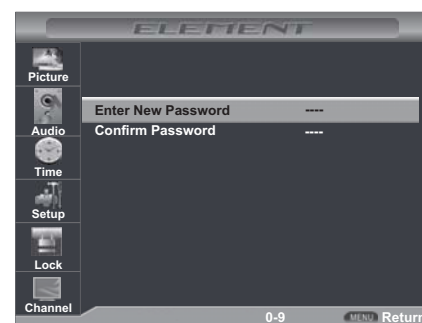 ELEMENT
Picture
Enter New Password ----
Audio
Confirm Password ----
Time
Setup
Lock
Channel
0-9 MENU Return